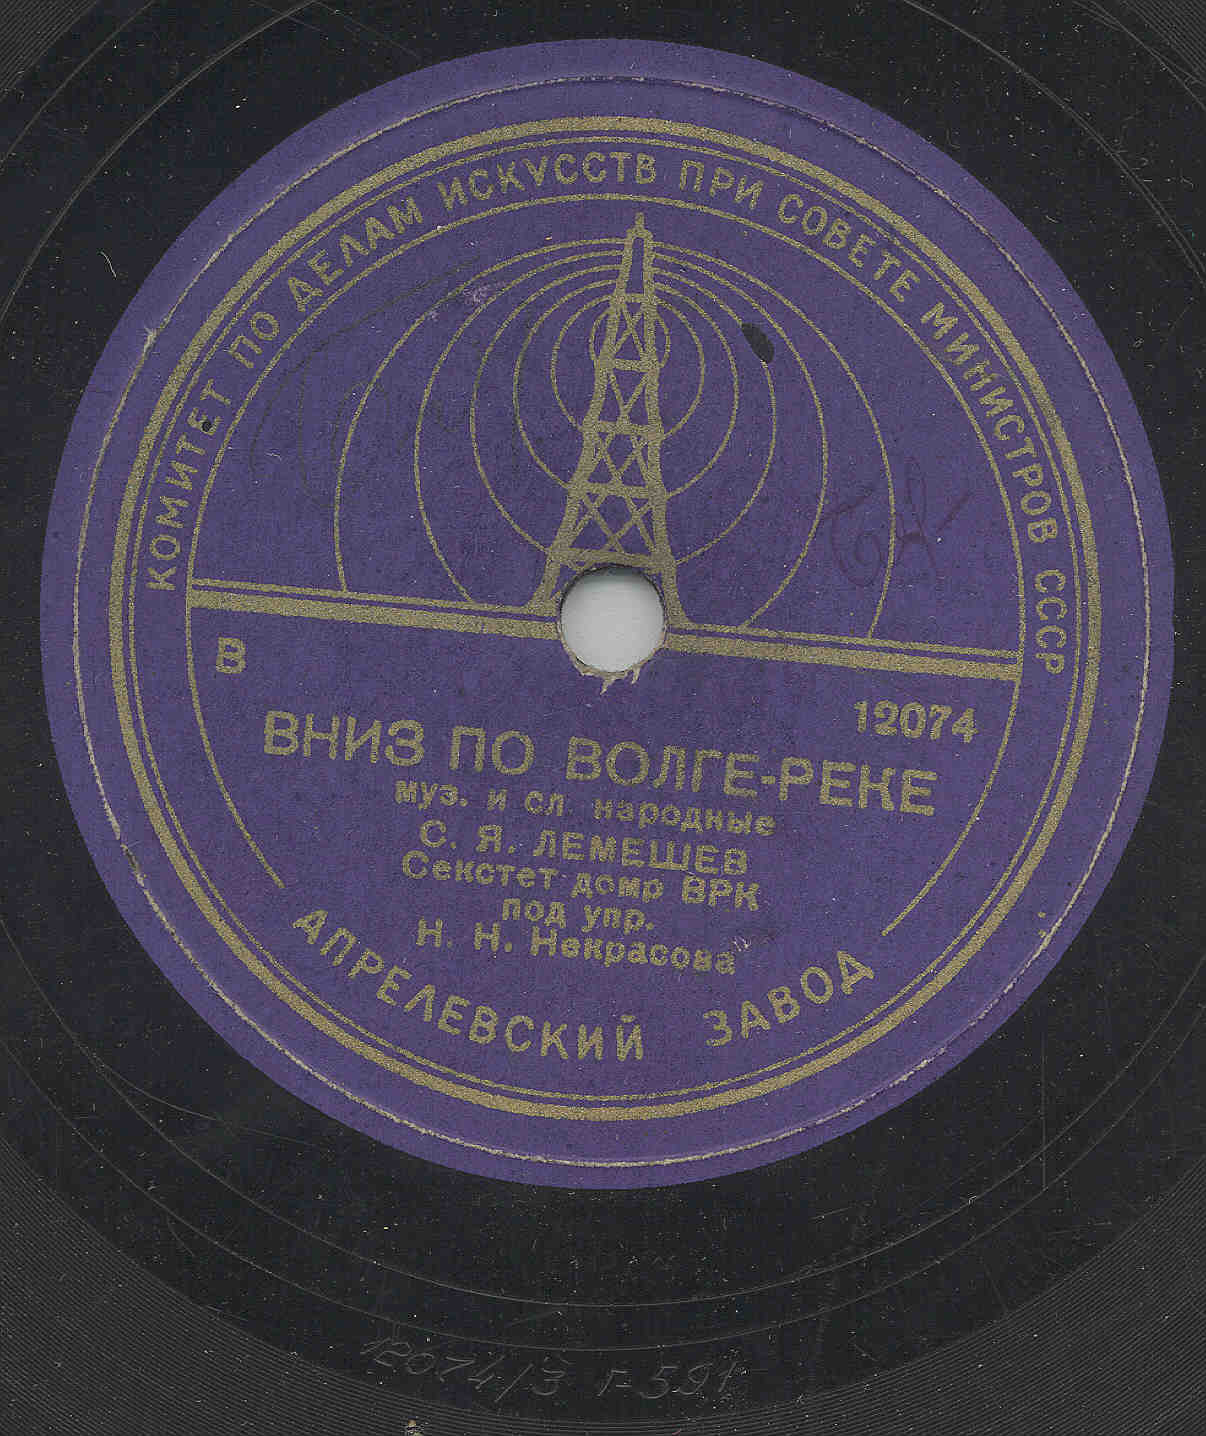 КОМИТЕТ ПО ДЕЛАМ ИСКУССТВ ПРИ СОВЕТЕ МИНИСТРОВ СССР
В
12074
ВНИЗ ПО ВОЛГЕ-РЕКЕ
муз. и сл. народные
С. Я. ЛЕМЕШЕВ
Секстет домр ВРК
под упр.
Н. Н. Некрасова
АПРЕЛЕВСКИЙ ЗАВОД
12074/3 Г-591